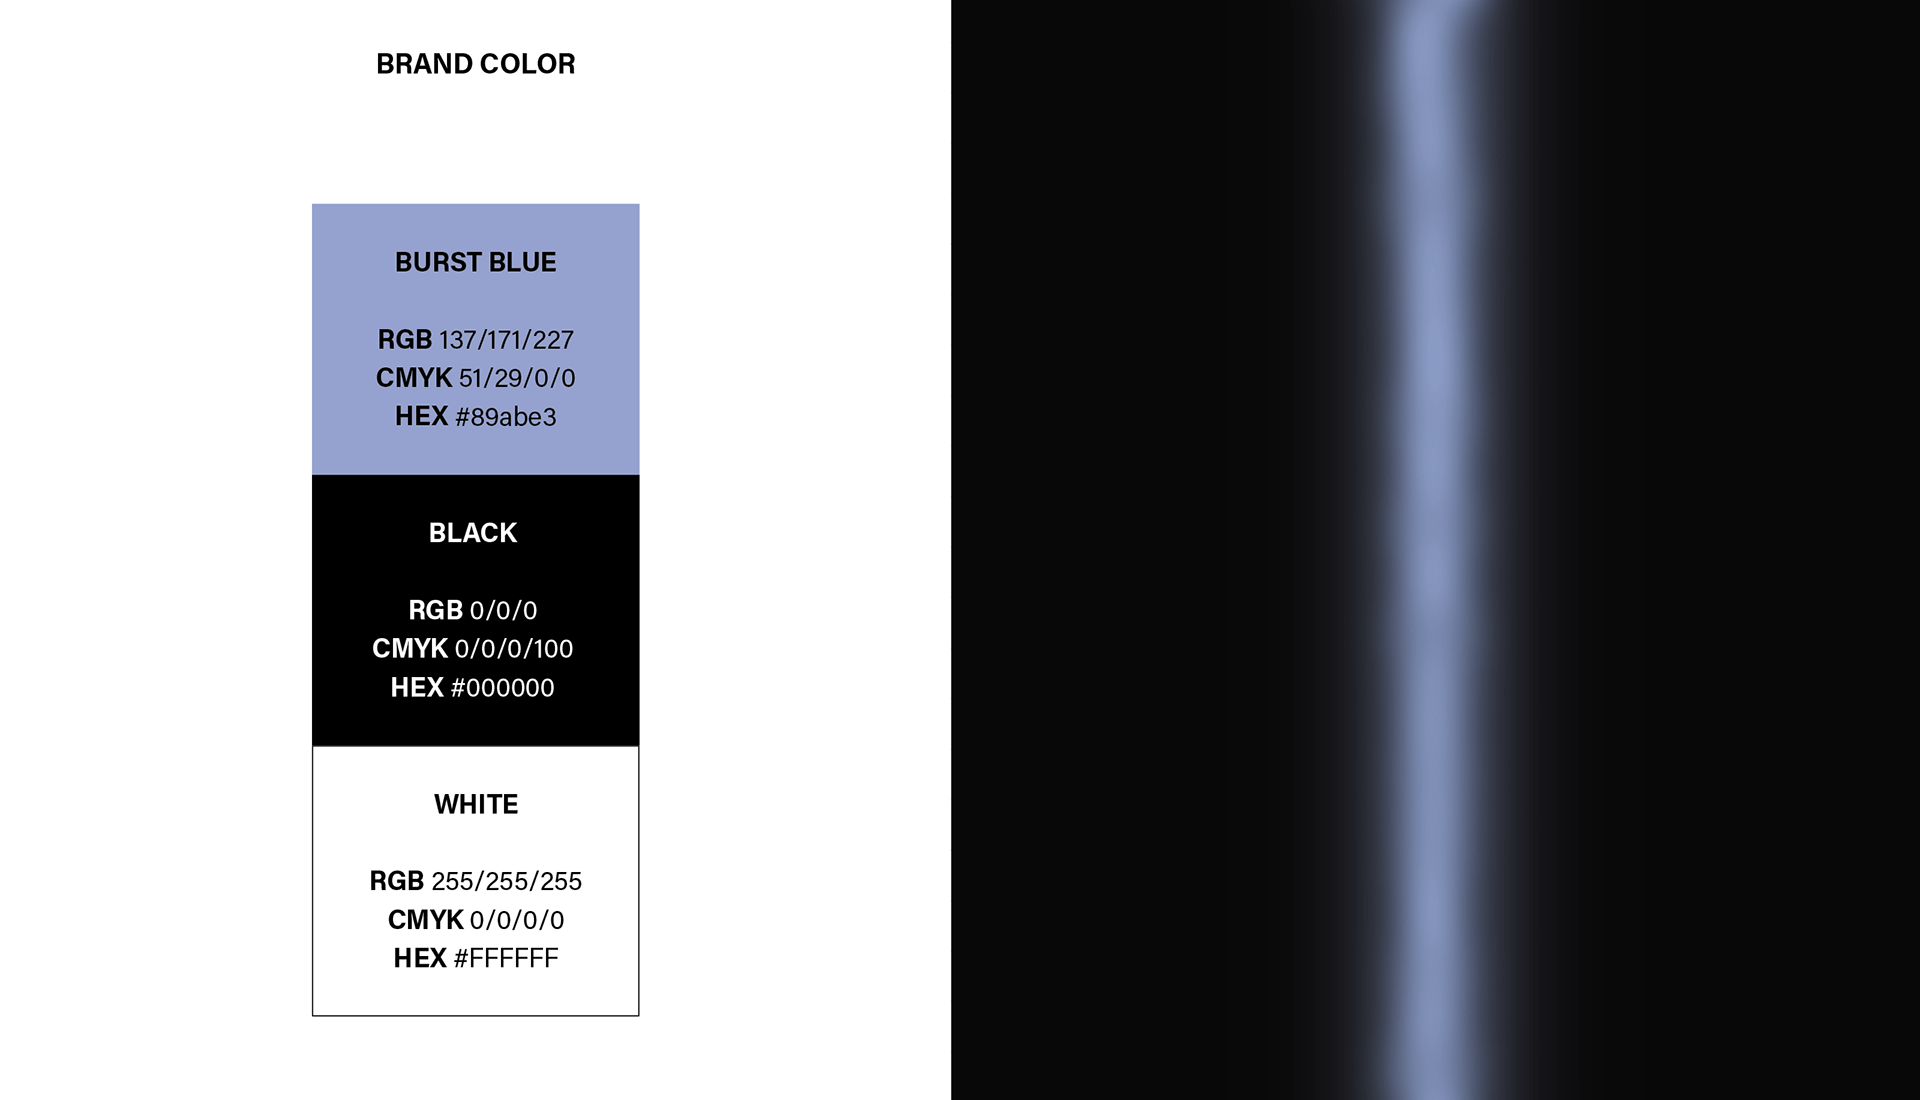 BRAND COLOR
BURST BLUE
RGB 137/171/227
CMYK 51/29/0/0
HEX #89abe3
BLACK
RGB 0/0/0
CMYK 0/0/0/100
HEX #000000
WHITE
RGB 255/255/255
CMYK 0/0/0/0
HEX #FFFFFF